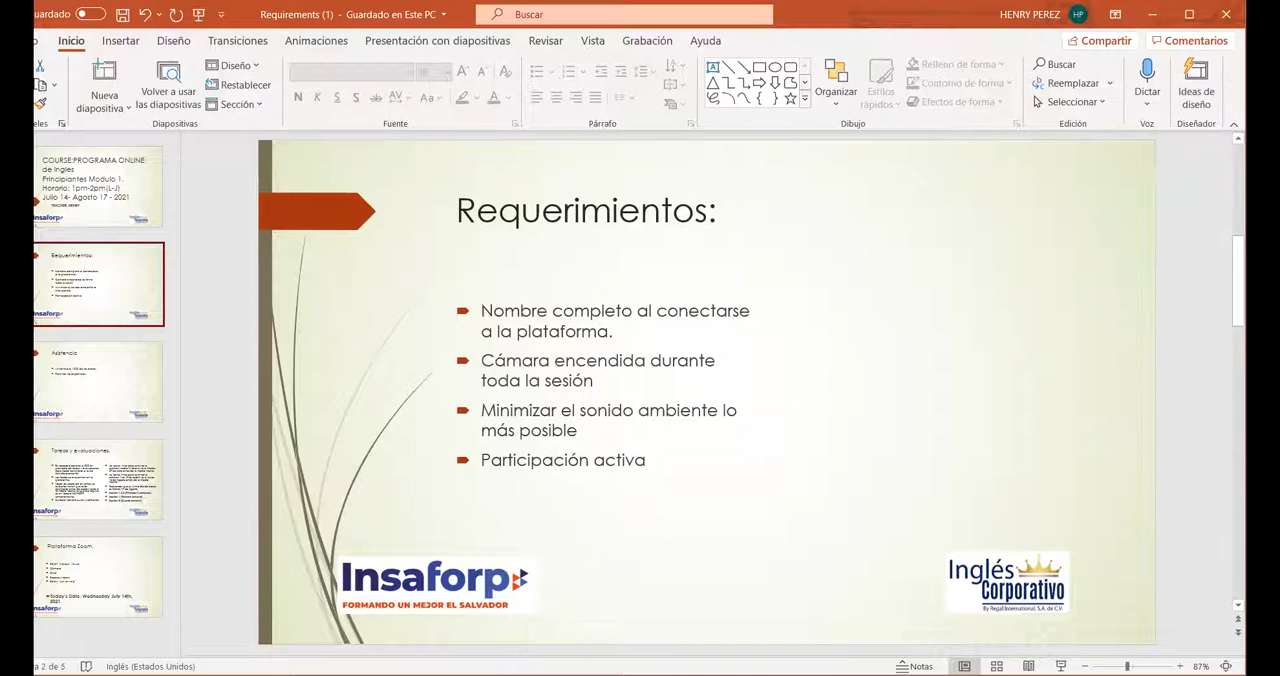 uardado
Requirements (1) - Guardado en Este PC
Buscar
HENRY PEREZ
HP
o
Inicio
Insertar
Diseño
Transiciones
Animaciones
Presentación con diapositivas
Revisar
Vista
Grabación
Ayuda
Compartir
Comentarios
Nueva
diapositiva
Volver a usar
las diapositivas
Diseño
Restablecer
Sección
N K S S ab AV Aa A
Organizar
Estilos
rápidos
Relleno de forma
Contorno de forma
Efectos de forma
Buscar
Reemplazar
Seleccionar
Dictar
Ideas de
diseño
eles
Diapositivas
Fuente
Párrafo
Dibujo
Edición
Voz
Diseñador
COURSE:PROGRAMA ONLINE
de Ingles
Principiantes Modulo 1.
Horario: 1pm-2pm(L-J)
Julio 14- Agosto 17 - 2021
TEACHER: HENRY
Requerimientos:
Asistencia
Tareas y evaluaciones.
Plataforma Zoom.
Today's Date: Wednesday July 14th,
2021
Requerimientos:
Nombre completo al conectarse
a la plataforma.
Cámara encendida durante
toda la sesión
Minimizar el sonido ambiente lo
más posible
Participación activa
Insaforp
FORMANDO UN MEJOR EL SALVADOR
Inglés
Corporativo
By Regal International, S.A. de C.V.
a 2 de 5
Inglés (Estados Unidos)
Notas
87%